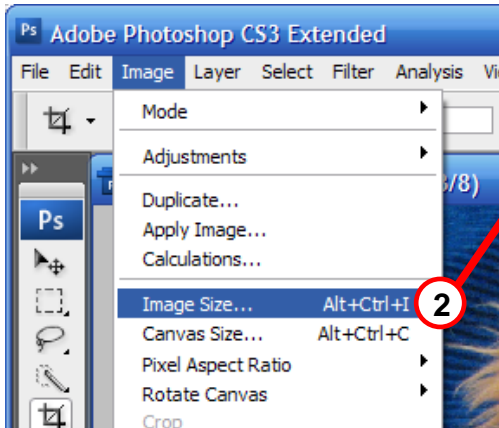 Ps Adobe Photoshop CS3 Extended
File Edit Image Layer Select Filter Analysis
Mode
Adjustments
/8)
Duplicate...
Ps
Apply Image...
Calculations...
Image Size... Alt+Ctrl+I 2
Canvas Size... Alt+Ctrl+C
Pixel Aspect Ratio
Rotate Canvas
Crop